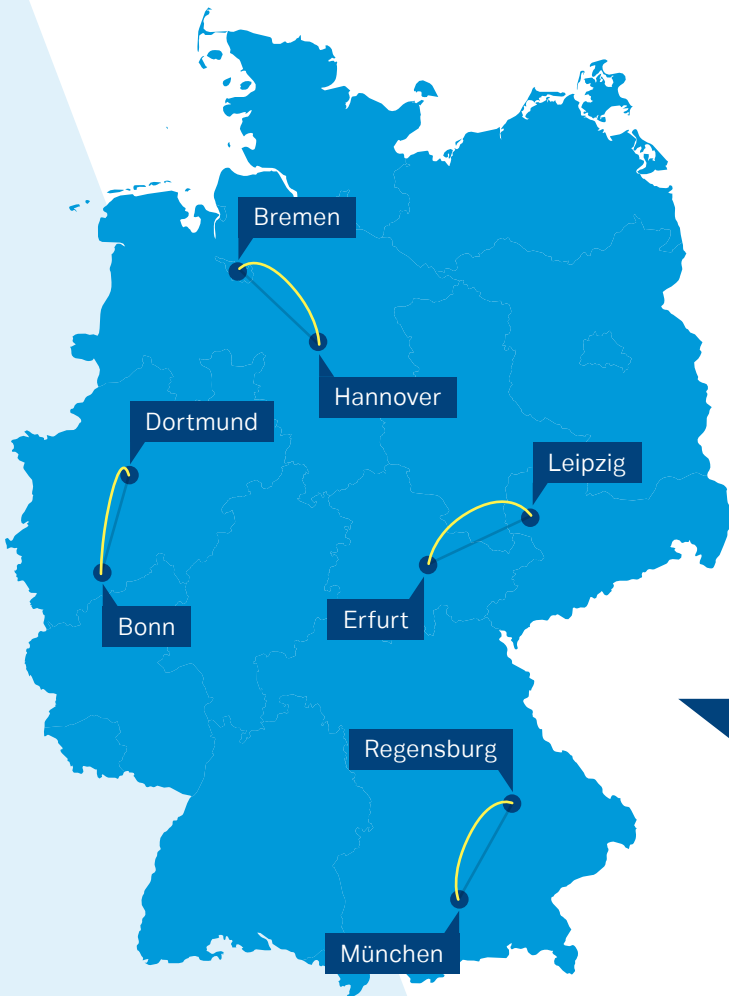 Bremen
Hannover
Dortmund
Leipzig
Bonn
Erfurt
Regensburg
München